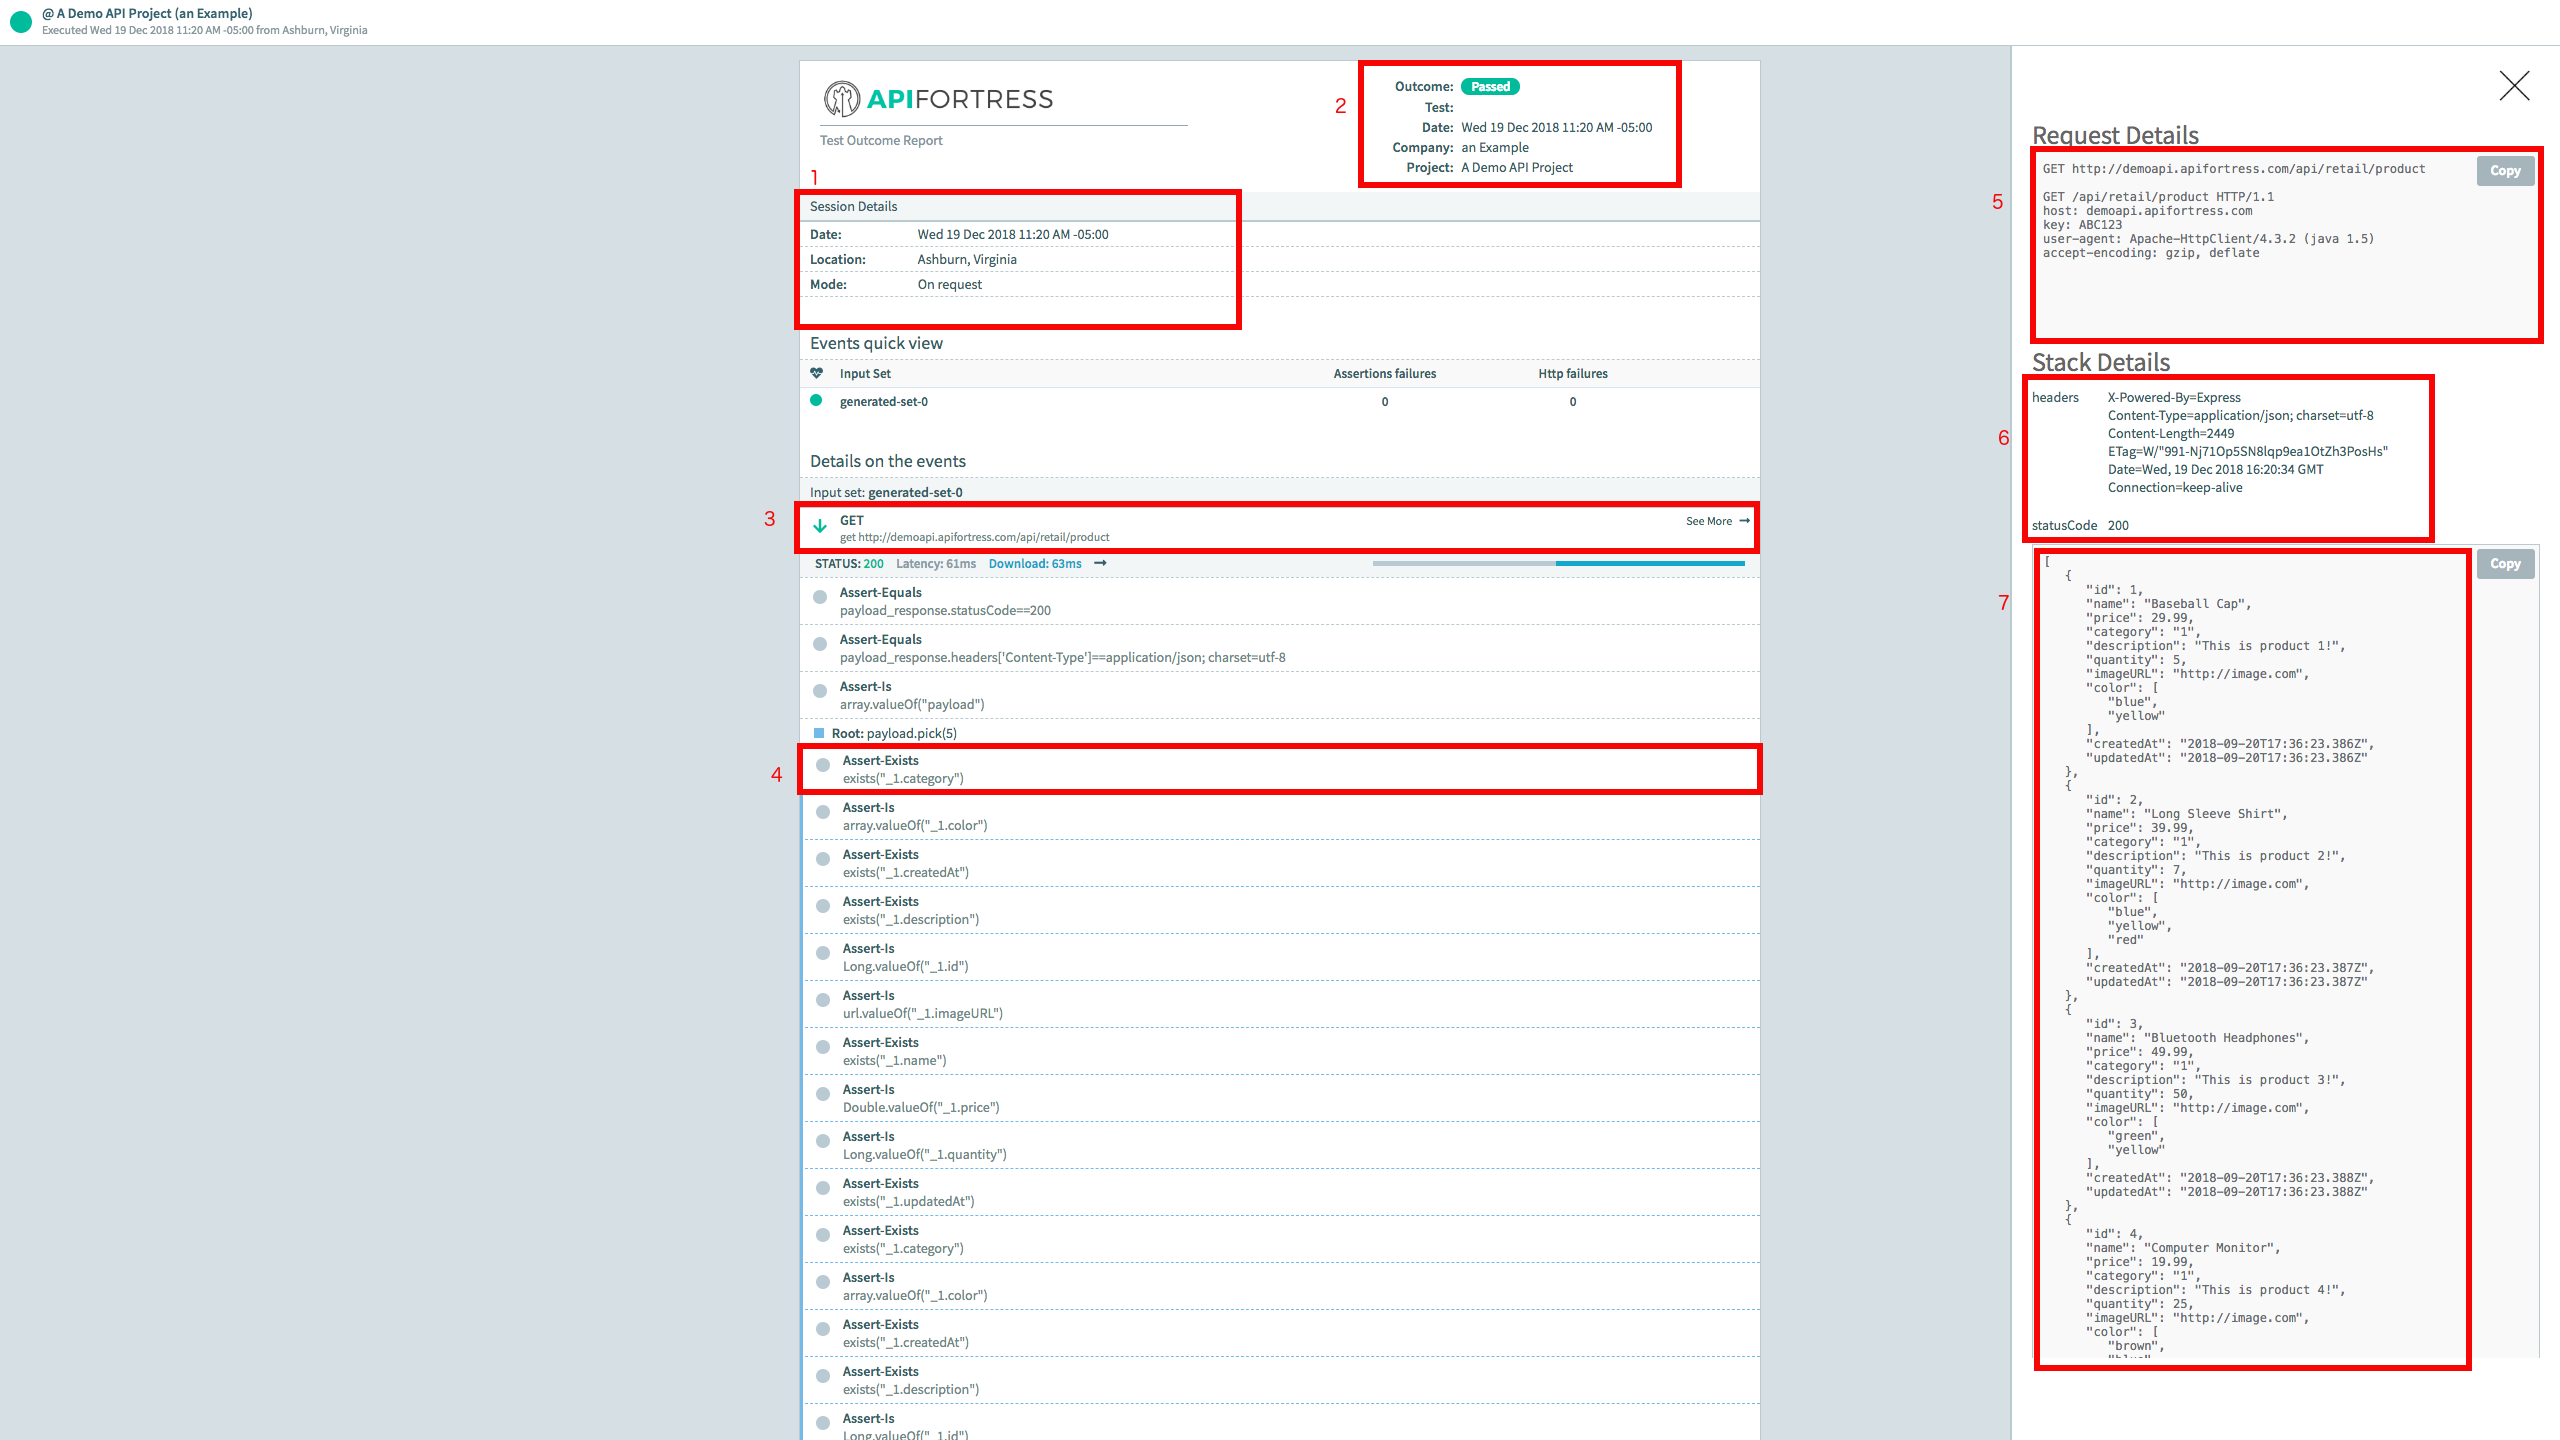 @ A Demo API Project (an Example)
Executed Wed 19 Dec 2018 11:20 AM -05:00 from Ashburn, Virginia
APIFORTRESS
Test Outcome Report
2
Outcome: Passed
Test:
Date: Wed 19 Dec 2018 11:20 AM -05:00
Company: an Example
Project: A Demo API Project
1
Session Details
Date: Wed 19 Dec 2018 11:20 AM -05:00
Location: Ashburn, Virginia
Mode: On request
Events quick view
Input Set Assertions failures Http failures
generated-set-0 0 0
Details on the events
Input set: generated-set-0
3
GET See More →
get http://demoapi.apifortress.com/api/retail/product
STATUS: 200 Latency: 61ms Download: 63ms →
Assert-Equals
payload_response.statusCode==200
Assert-Equals
payload_response.headers['Content-Type']==application/json; charset=utf-8
Assert-Is
array.valueOf("payload")
Root: payload.pick(5)
4
Assert-Exists
exists("_1.category")
Assert-Is
array.valueOf("_1.color")
Assert-Exists
exists("_1.createdAt")
Assert-Exists
exists("_1.description")
Assert-Is
Long.valueOf("_1.id")
Assert-Is
url.valueOf("_1.imageURL")
Assert-Exists
exists("_1.name")
Assert-Is
Double.valueOf("_1.price")
Assert-Is
Long.valueOf("_1.quantity")
Assert-Exists
exists("_1.updatedAt")
Assert-Exists
exists("_1.category")
Assert-Is
array.valueOf("_1.color")
Assert-Exists
exists("_1.createdAt")
Assert-Exists
exists("_1.description")
Assert-Is
Long.valueOf("_1.id")
Request Details
5
GET http://demoapi.apifortress.com/api/retail/product
Copy
GET /api/retail/product HTTP/1.1
host: demoapi.apifortress.com
key: ABC123
user-agent: Apache-HttpClient/4.3.2 (java 1.5)
accept-encoding: gzip, deflate
Stack Details
6
headers X-Powered-By=Express
Content-Type=application/json; charset=utf-8
Content-Length=2449
ETag=W/"991-Nj71Op5SN8lqp9ea1OtZh3PosHs"
Date=Wed, 19 Dec 2018 16:20:34 GMT
Connection=keep-alive
statusCode 200
7
Copy
[
{
"id": 1,
"name": "Baseball Cap",
"price": 29.99,
"category": "1",
"description": "This is product 1!",
"quantity": 5,
"imageURL": "http://image.com",
"color": [
"blue",
"yellow"
],
"createdAt": "2018-09-20T17:36:23.386Z",
"updatedAt": "2018-09-20T17:36:23.386Z"
},
{
"id": 2,
"name": "Long Sleeve Shirt",
"price": 39.99,
"category": "1",
"description": "This is product 2!",
"quantity": 7,
"imageURL": "http://image.com",
"color": [
"blue",
"yellow",
"red"
],
"createdAt": "2018-09-20T17:36:23.387Z",
"updatedAt": "2018-09-20T17:36:23.387Z"
},
{
"id": 3,
"name": "Bluetooth Headphones",
"price": 49.99,
"category": "1",
"description": "This is product 3!",
"quantity": 50,
"imageURL": "http://image.com",
"color": [
"green",
"yellow"
],
"createdAt": "2018-09-20T17:36:23.388Z",
"updatedAt": "2018-09-20T17:36:23.388Z"
},
{
"id": 4,
"name": "Computer Monitor",
"price": 19.99,
"category": "1",
"description": "This is product 4!",
"quantity": 25,
"imageURL": "http://image.com",
"color": [
"brown",